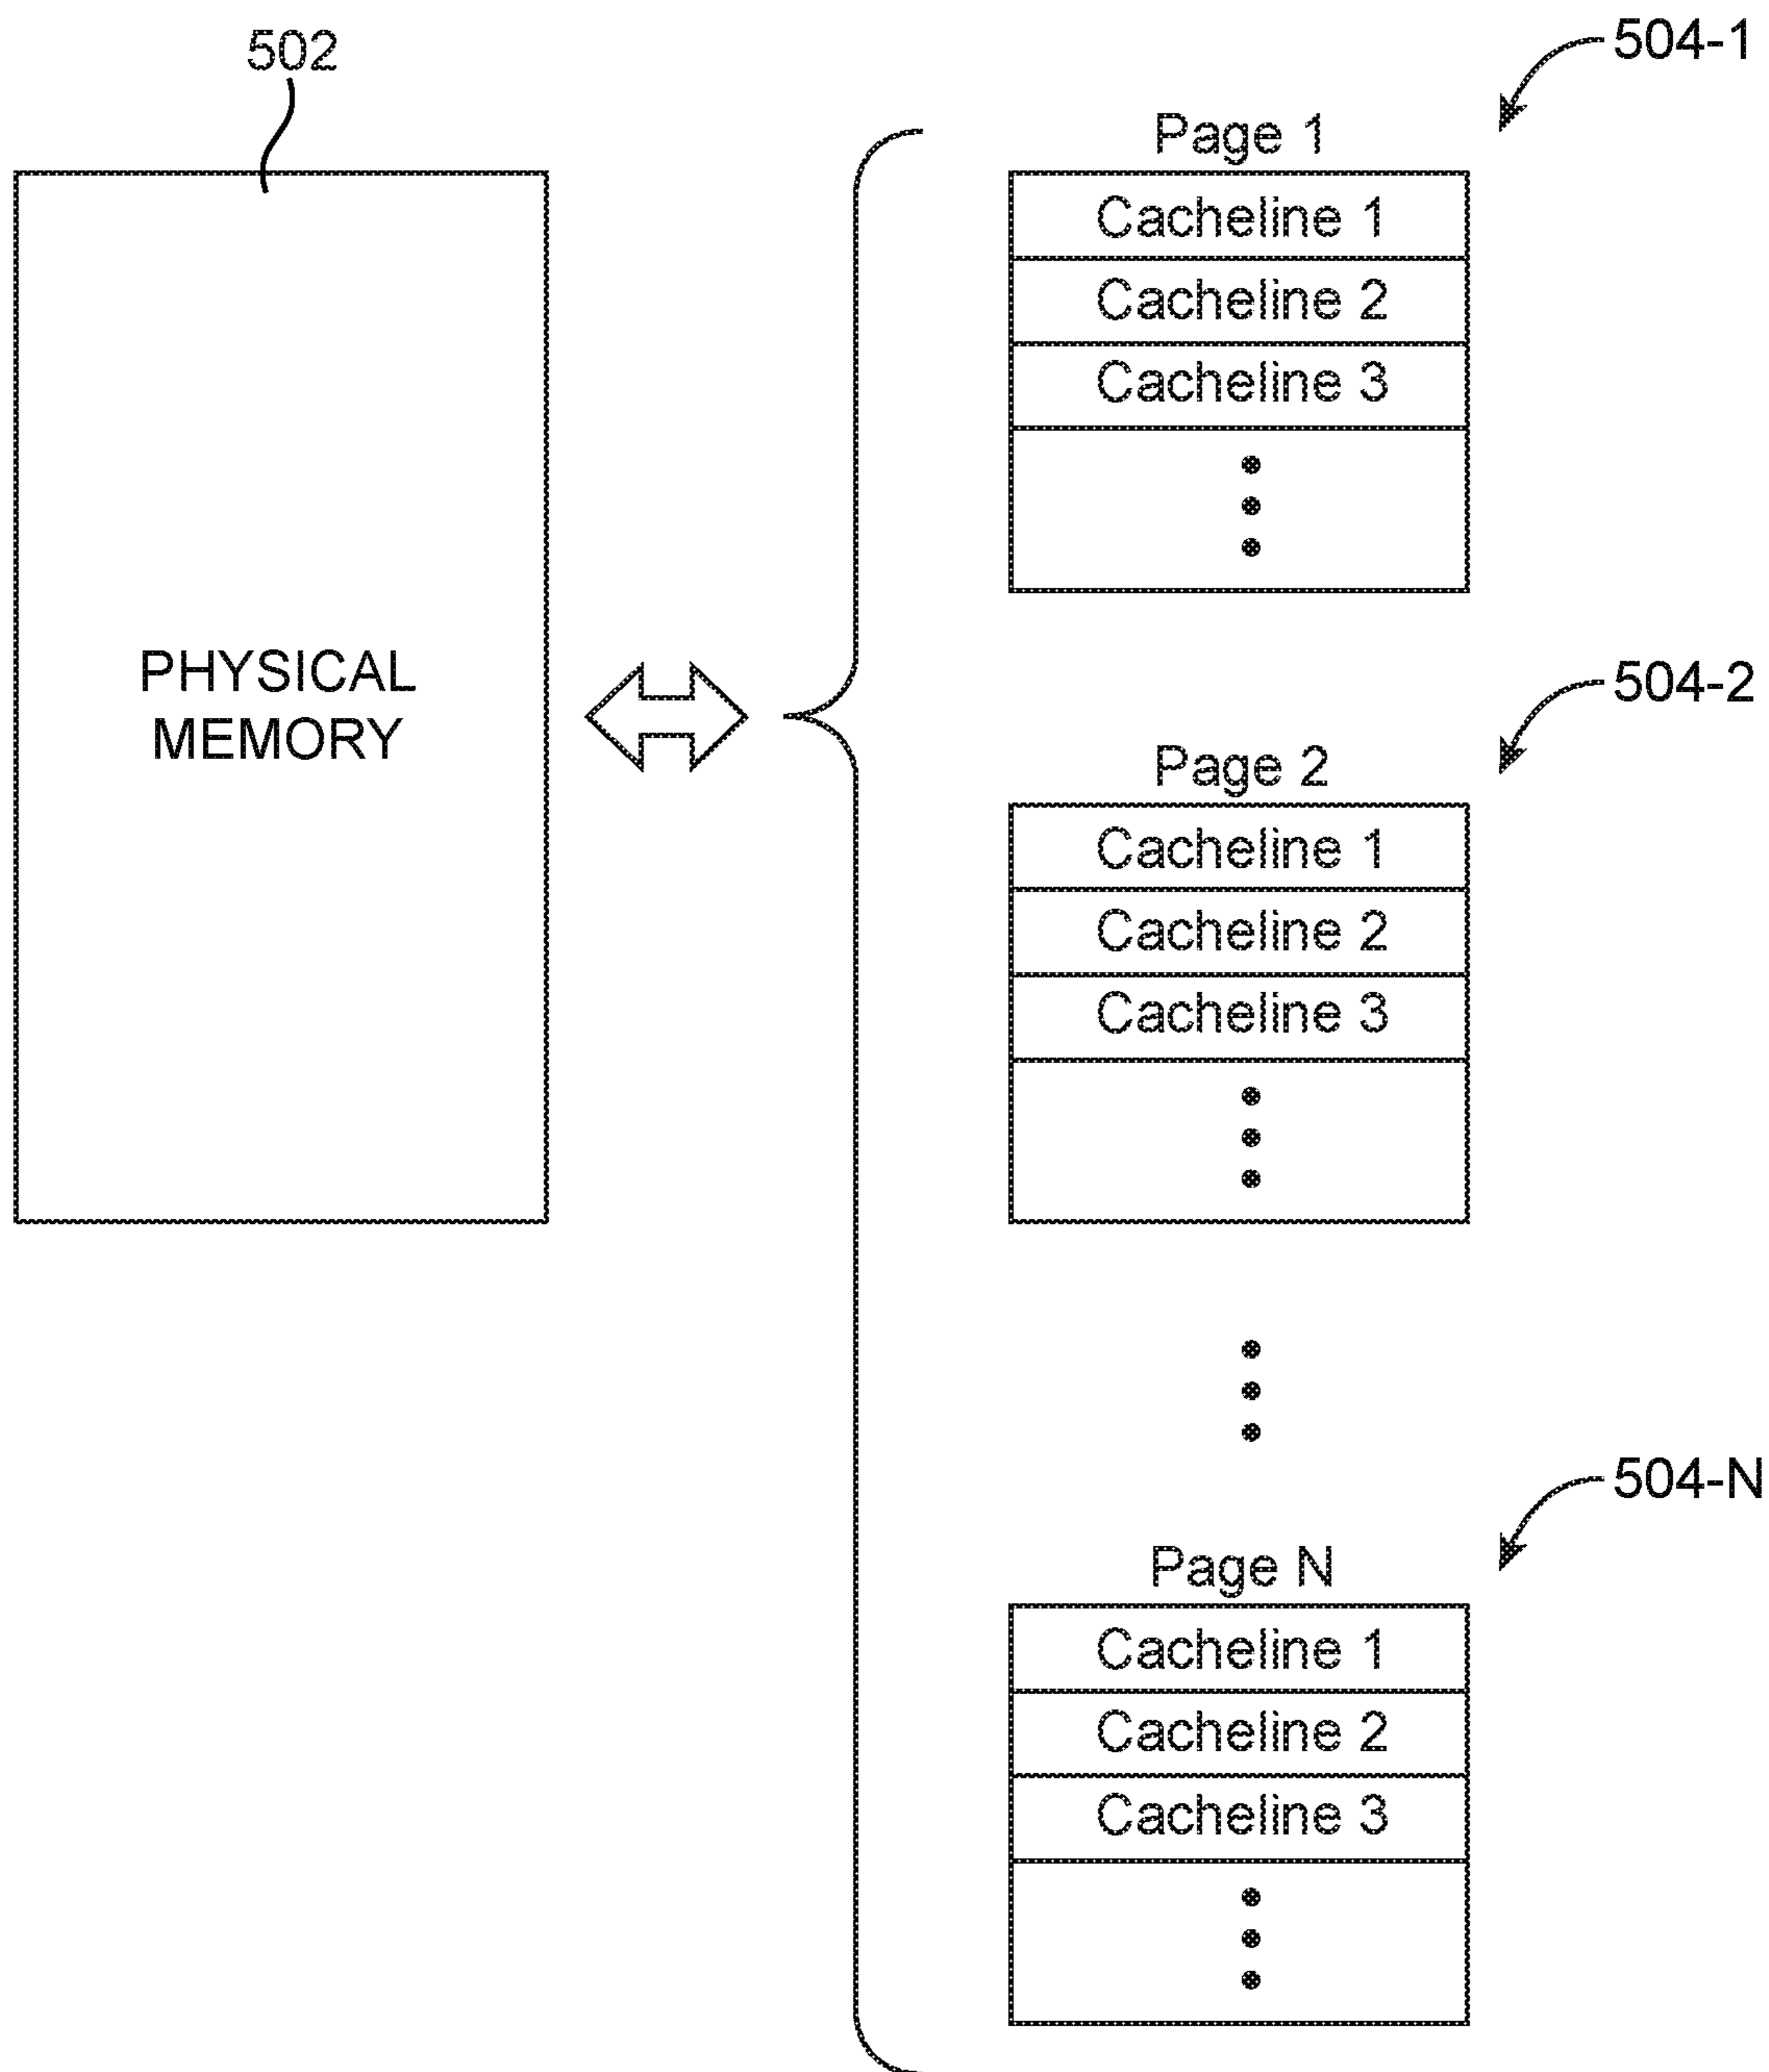 502
PHYSICAL
MEMORY
504-1
Page 1
Cacheline 1
Cacheline 2
Cacheline 3
504-2
Page 2
Cacheline 1
Cacheline 2
Cacheline 3
504-N
Page N
Cacheline 1
Cacheline 2
Cacheline 3